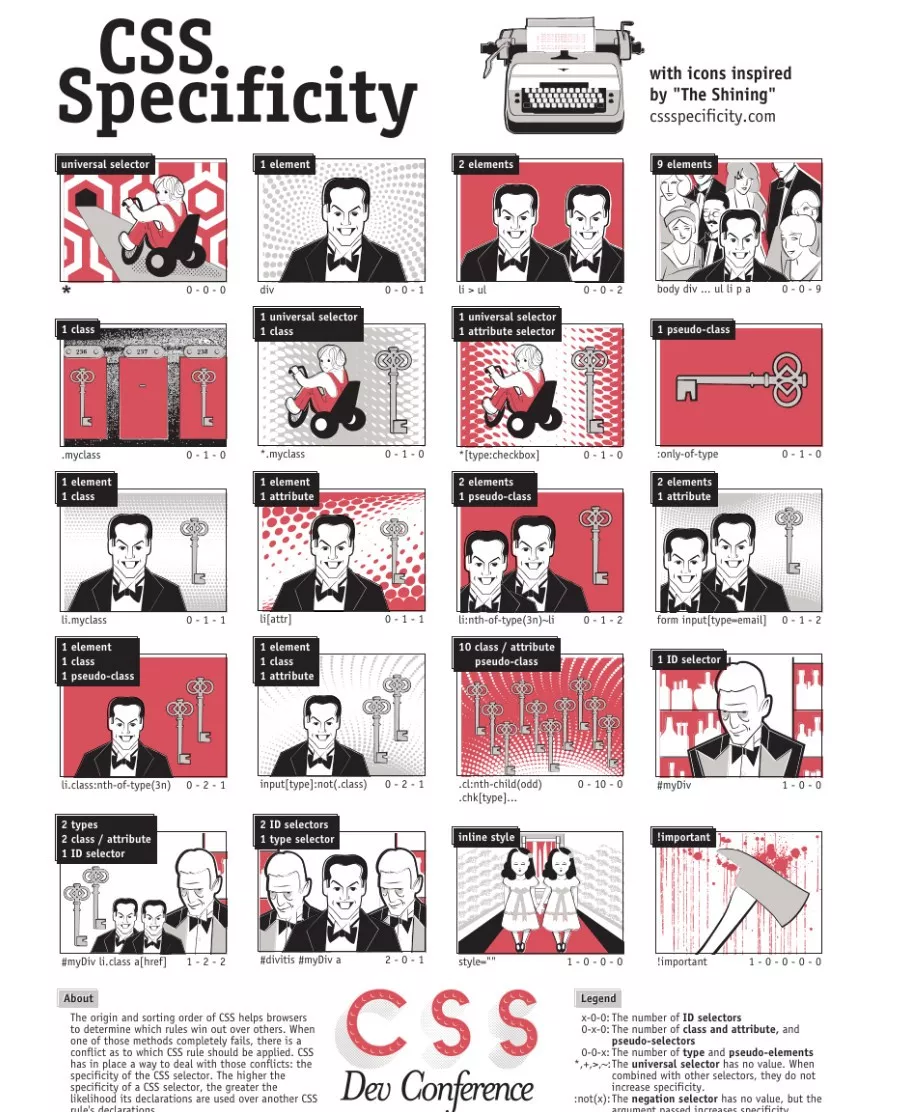 CSS
Specificity
with icons inspired
by "The Shining"
cssspecificity.com
universal selector
*
0 - 0 - 0
1 element
div
0 - 0 - 1
2 elements
li > ul
0 - 0 - 2
9 elements
body div ... ul li p a
0 - 0 - 9
1 class
236
237
238
.myclass
0 - 1 - 0
1 universal selector
1 class
*.myclass
0 - 1 - 0
1 universal selector
1 attribute selector
*[type:checkbox]
0 - 1 - 0
1 pseudo-class
:only-of-type
0 - 1 - 0
1 element
1 class
li.myclass
0 - 1 - 1
1 element
1 attribute
li[attr]
0 - 1 - 1
2 elements
1 pseudo-class
li:nth-of-type(3n)~li
0 - 1 - 2
2 elements
1 attribute
form input[type=email]
0 - 1 - 2
1 element
1 class
1 pseudo-class
li.class:nth-of-type(3n)
0 - 2 - 1
1 element
1 class
1 attribute
input[type]:not(.class)
0 - 2 - 1
10 class / attribute
pseudo-class
.cl:nth-child(odd)
.chk[type]...
0 - 10 - 0
1 ID selector
#myDiv
1 - 0 - 0
2 types
2 class / attribute
1 ID selector
#myDiv li.class a[href]
1 - 2 - 2
2 ID selectors
1 type selector
#divitis #myDiv a
2 - 0 - 1
inline style
style=""
1 - 0 - 0 - 0
!important
!important
1 - 0 - 0 - 0 - 0
About
The origin and sorting order of CSS helps browsers
to determine which rules win out over others. When
one of those methods completely fails, there is a
conflict as to which CSS rule should be applied. CSS
has in place a way to deal with those conflicts: the
specificity of the CSS selector. The higher the
specificity of a CSS selector, the greater the
likelihood its declarations are used over another CSS
rule's declarations.
CSS
Dev Conference
Legend
x-0-0: The number of ID selectors
0-x-0: The number of class and attribute, and
pseudo-selectors
0-0-x: The number of type and pseudo-elements
*,+,>,~: The universal selector has no value. When
combined with other selectors, they do not
increase specificity.
:not(x): The negation selector has no value, but the
argument passed increases specificity.